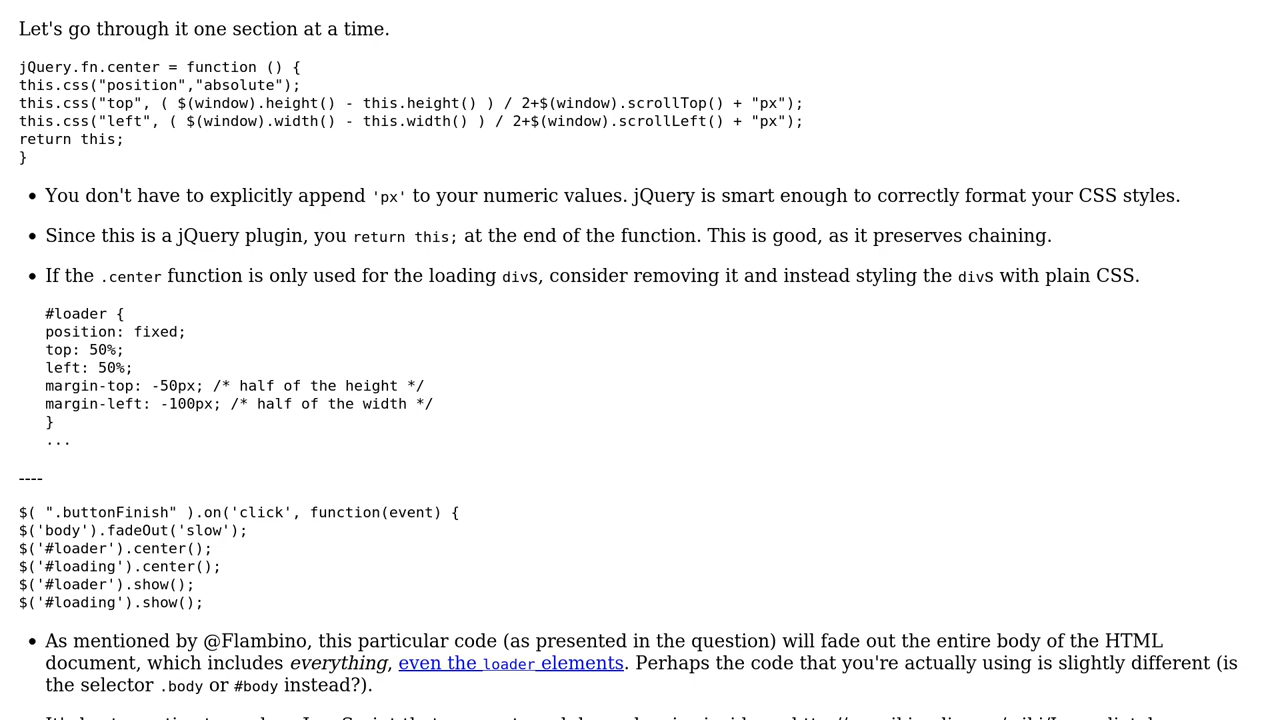 Let's go through it one section at a time.
jQuery.fn.center = function () {
this.css("position","absolute");
this.css("top", ( $(window).height() - this.height() ) / 2+$(window).scrollTop() + "px");
this.css("left", ( $(window).width() - this.width() ) / 2+$(window).scrollLeft() + "px");
return this;
}
• You don't have to explicitly append 'px' to your numeric values. jQuery is smart enough to correctly format your CSS styles.
• Since this is a jQuery plugin, you return this; at the end of the function. This is good, as it preserves chaining.
• If the .center function is only used for the loading divs, consider removing it and instead styling the divs with plain CSS.
#loader {
position: fixed;
top: 50%;
left: 50%;
margin-top: -50px; /* half of the height */
margin-left: -100px; /* half of the width */
}
...
----
$( ".buttonFinish" ).on('click', function(event) {
$('body').fadeOut('slow');
$('#loader').center();
$('#loading').center();
$('#loader').show();
$('#loading').show();
• As mentioned by @Flambino, this particular code (as presented in the question) will fade out the entire body of the HTML
document, which includes everything, even the loader elements. Perhaps the code that you're actually using is slightly different (is
the selector .body or #body instead?).